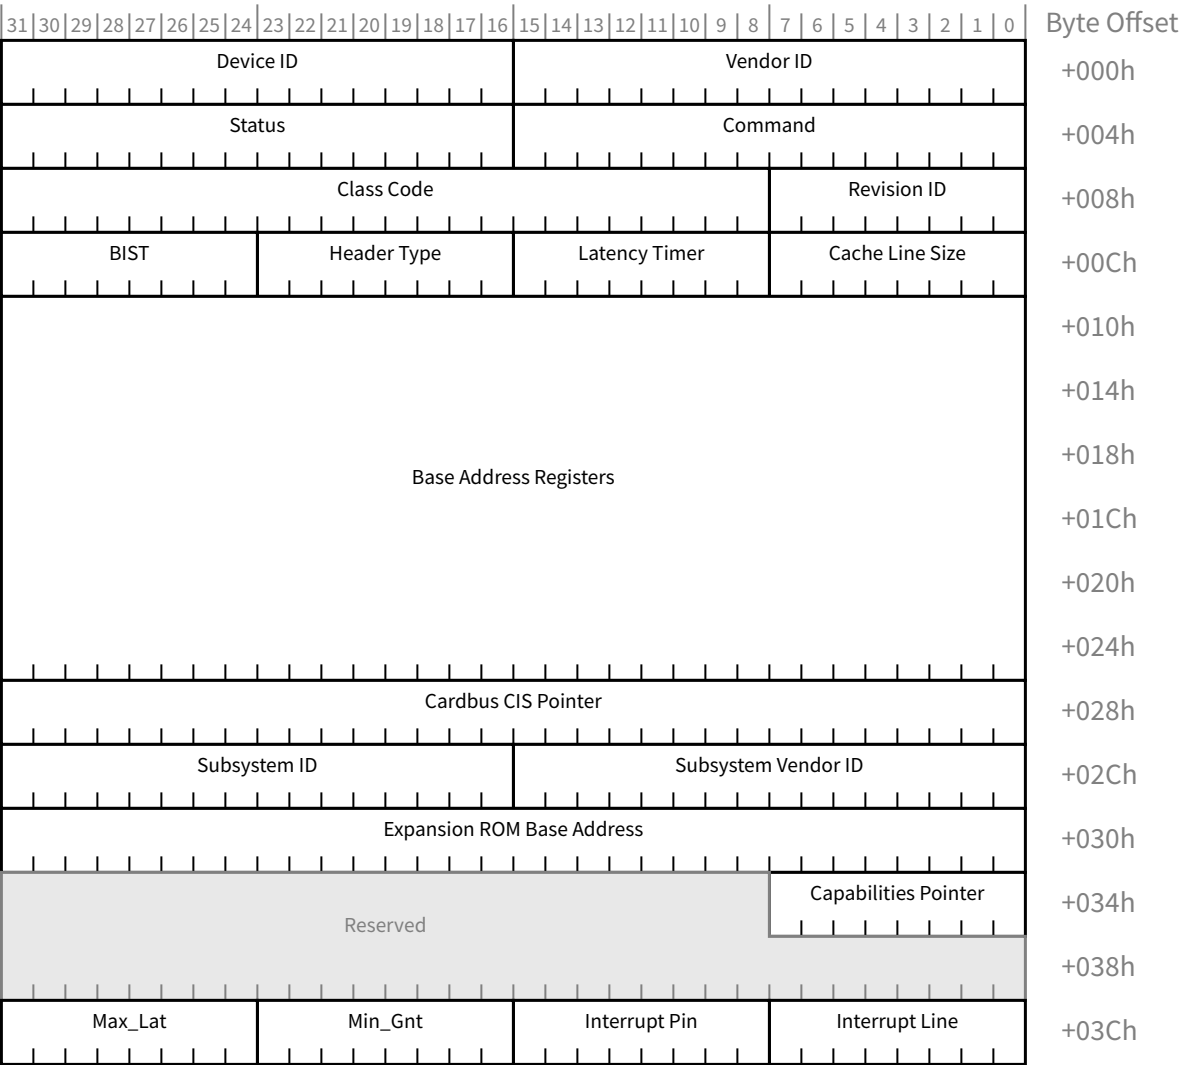 31 30 29 28 27 26 25 24 23 22 21 20 19 18 17 16 15 14 13 12 11 10 9 8 7 6 5 4 3 2 1 0 Byte Offset
Device ID Vendor ID +000h
Status Command +004h
Class Code Revision ID +008h
BIST Header Type Latency Timer Cache Line Size +00Ch
+010h
+014h
+018h
Base Address Registers
+01Ch
+020h
+024h
Cardbus CIS Pointer +028h
Subsystem ID Subsystem Vendor ID +02Ch
Expansion ROM Base Address +030h
Capabilities Pointer +034h
Reserved
+038h
Max_Lat Min_Gnt Interrupt Pin Interrupt Line +03Ch